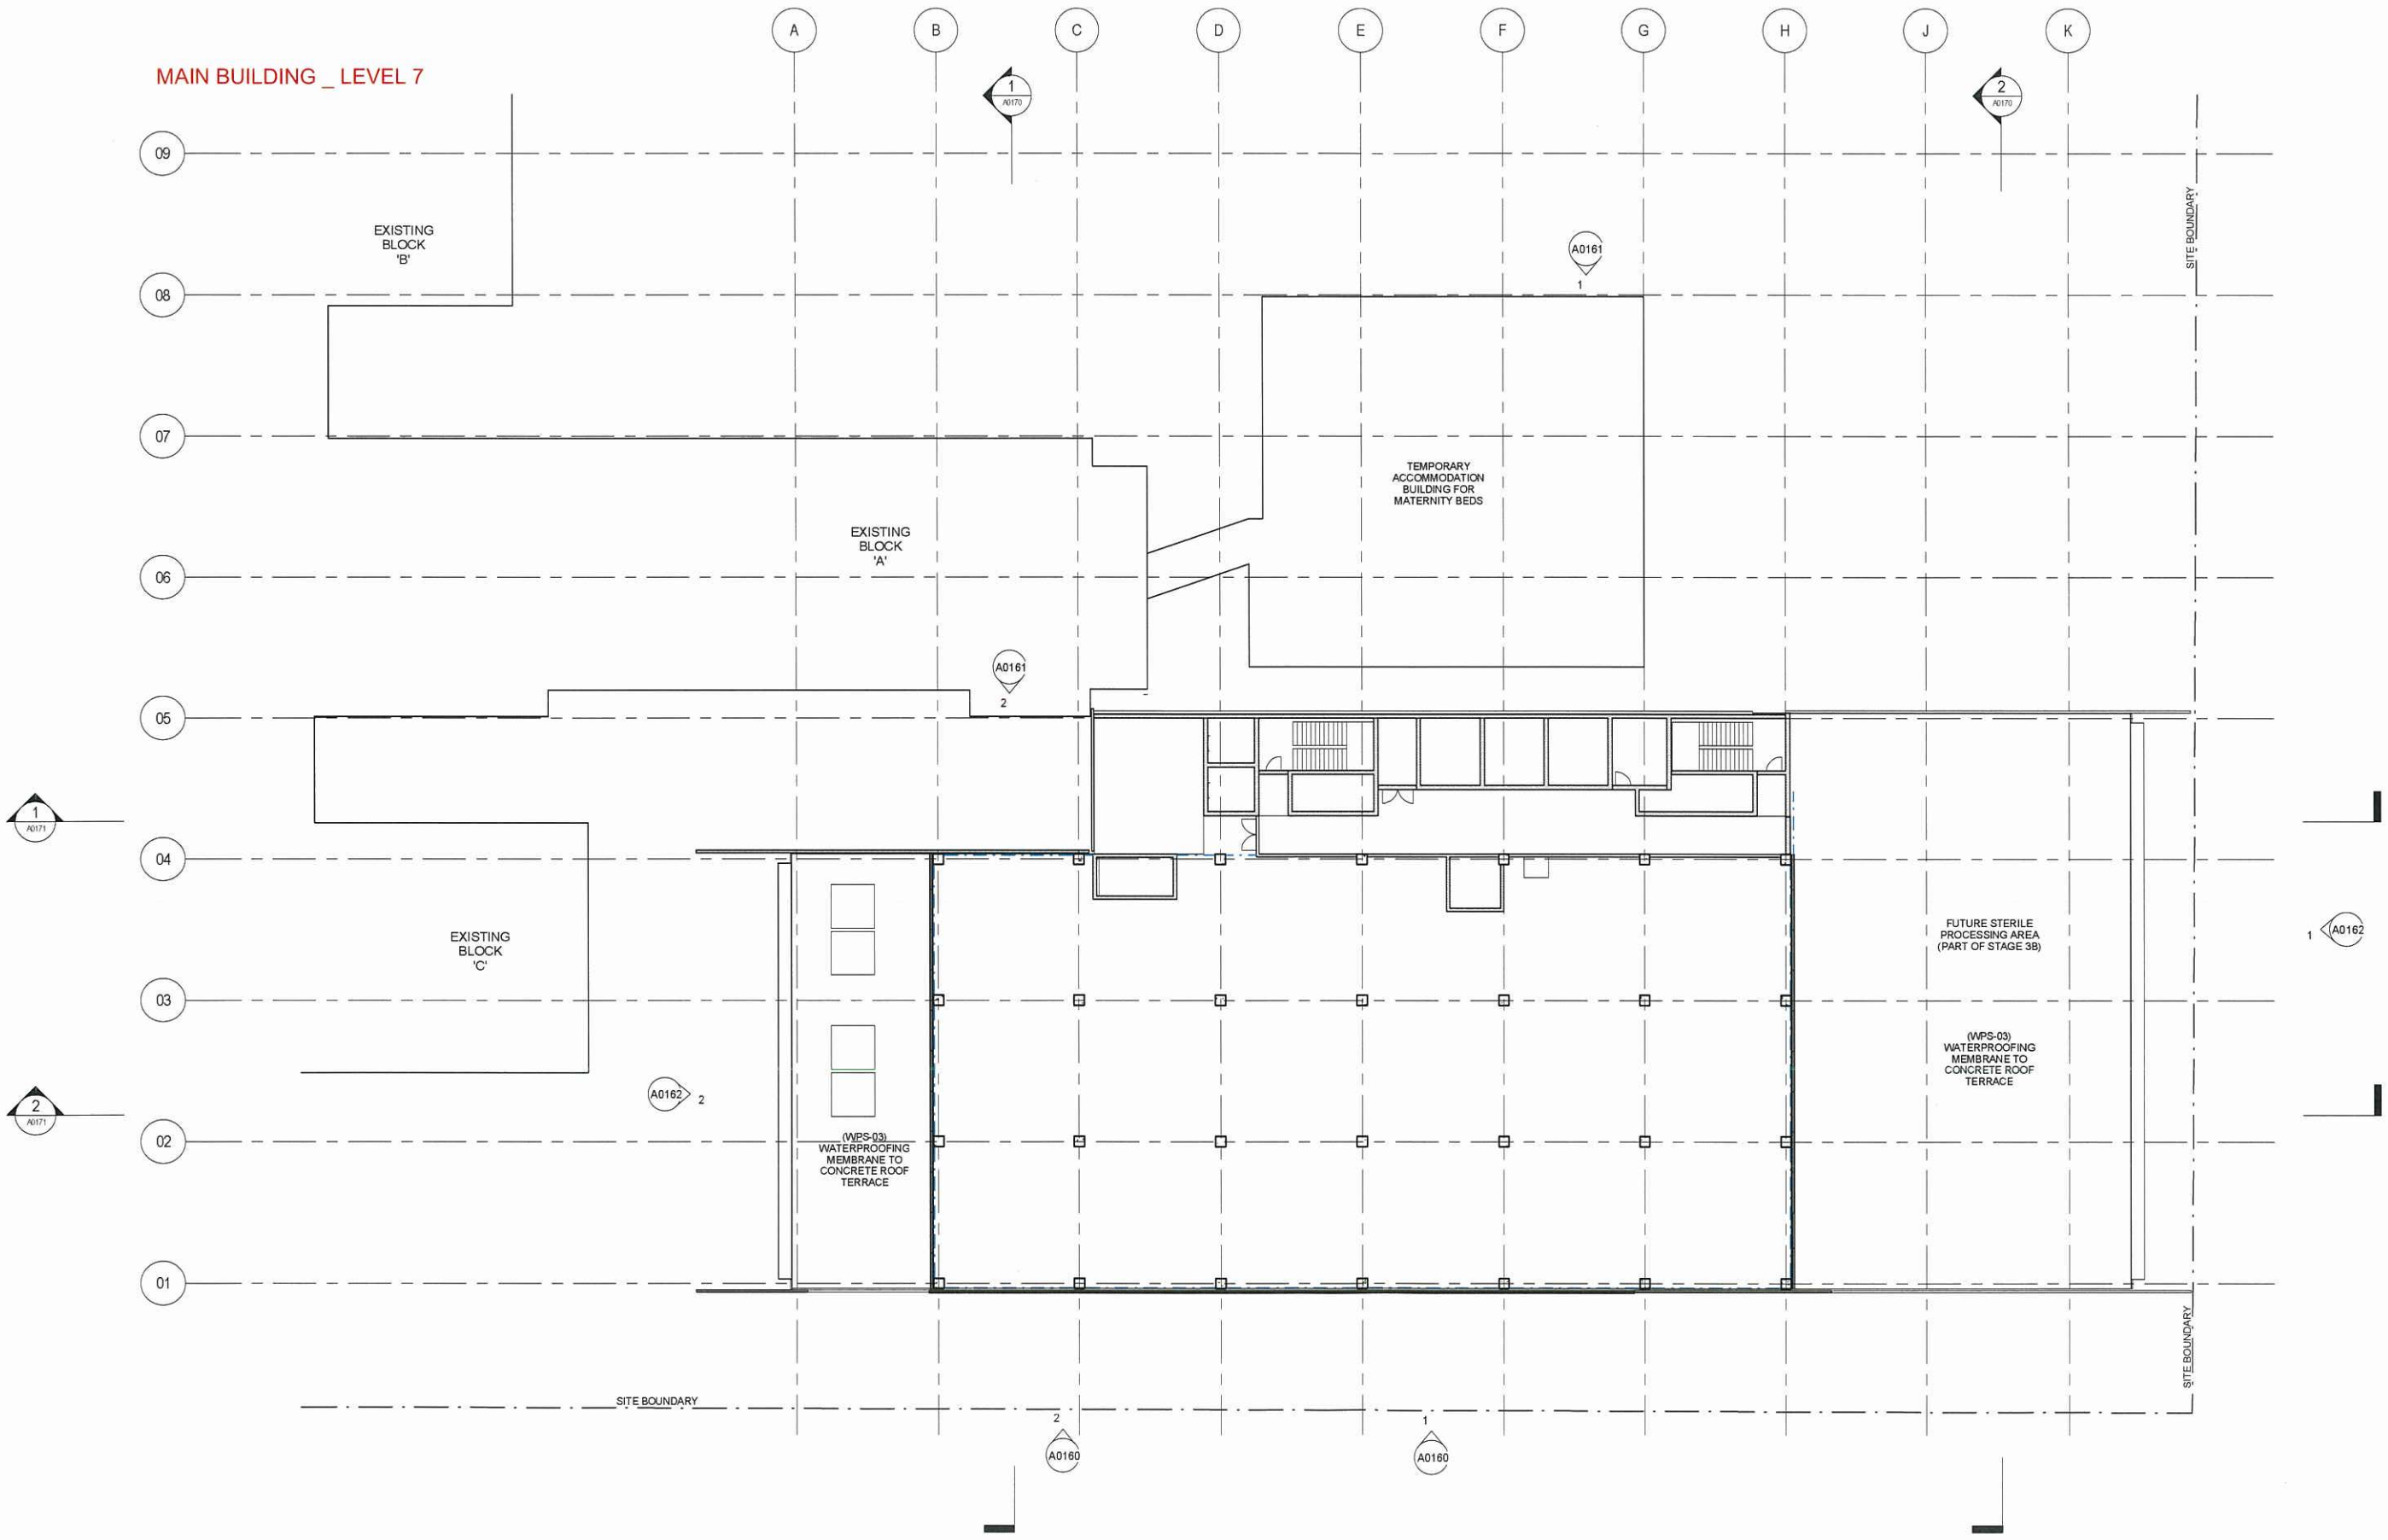 A B C D E F G H J K
MAIN BUILDING _ LEVEL 7
1
A0170
2
A0170
09
EXISTING
BLOCK
'B'
SITE BOUNDARY
A0161
1
08
07
TEMPORARY
ACCOMMODATION
BUILDING FOR
MATERNITY BEDS
EXISTING
BLOCK
'A'
06
A0161
2
05
1
A0171
04
EXISTING
BLOCK
'C'
FUTURE STERILE
PROCESSING AREA
(PART OF STAGE 3B)
1 A0162
03
(WPS-03)
WATERPROOFING
MEMBRANE TO
CONCRETE ROOF
TERRACE
A0162 2
2
A0171
02
(WPS-03)
WATERPROOFING
MEMBRANE TO
CONCRETE ROOF
TERRACE
01
SITE BOUNDARY
SITE BOUNDARY
2
A0160
1
A0160